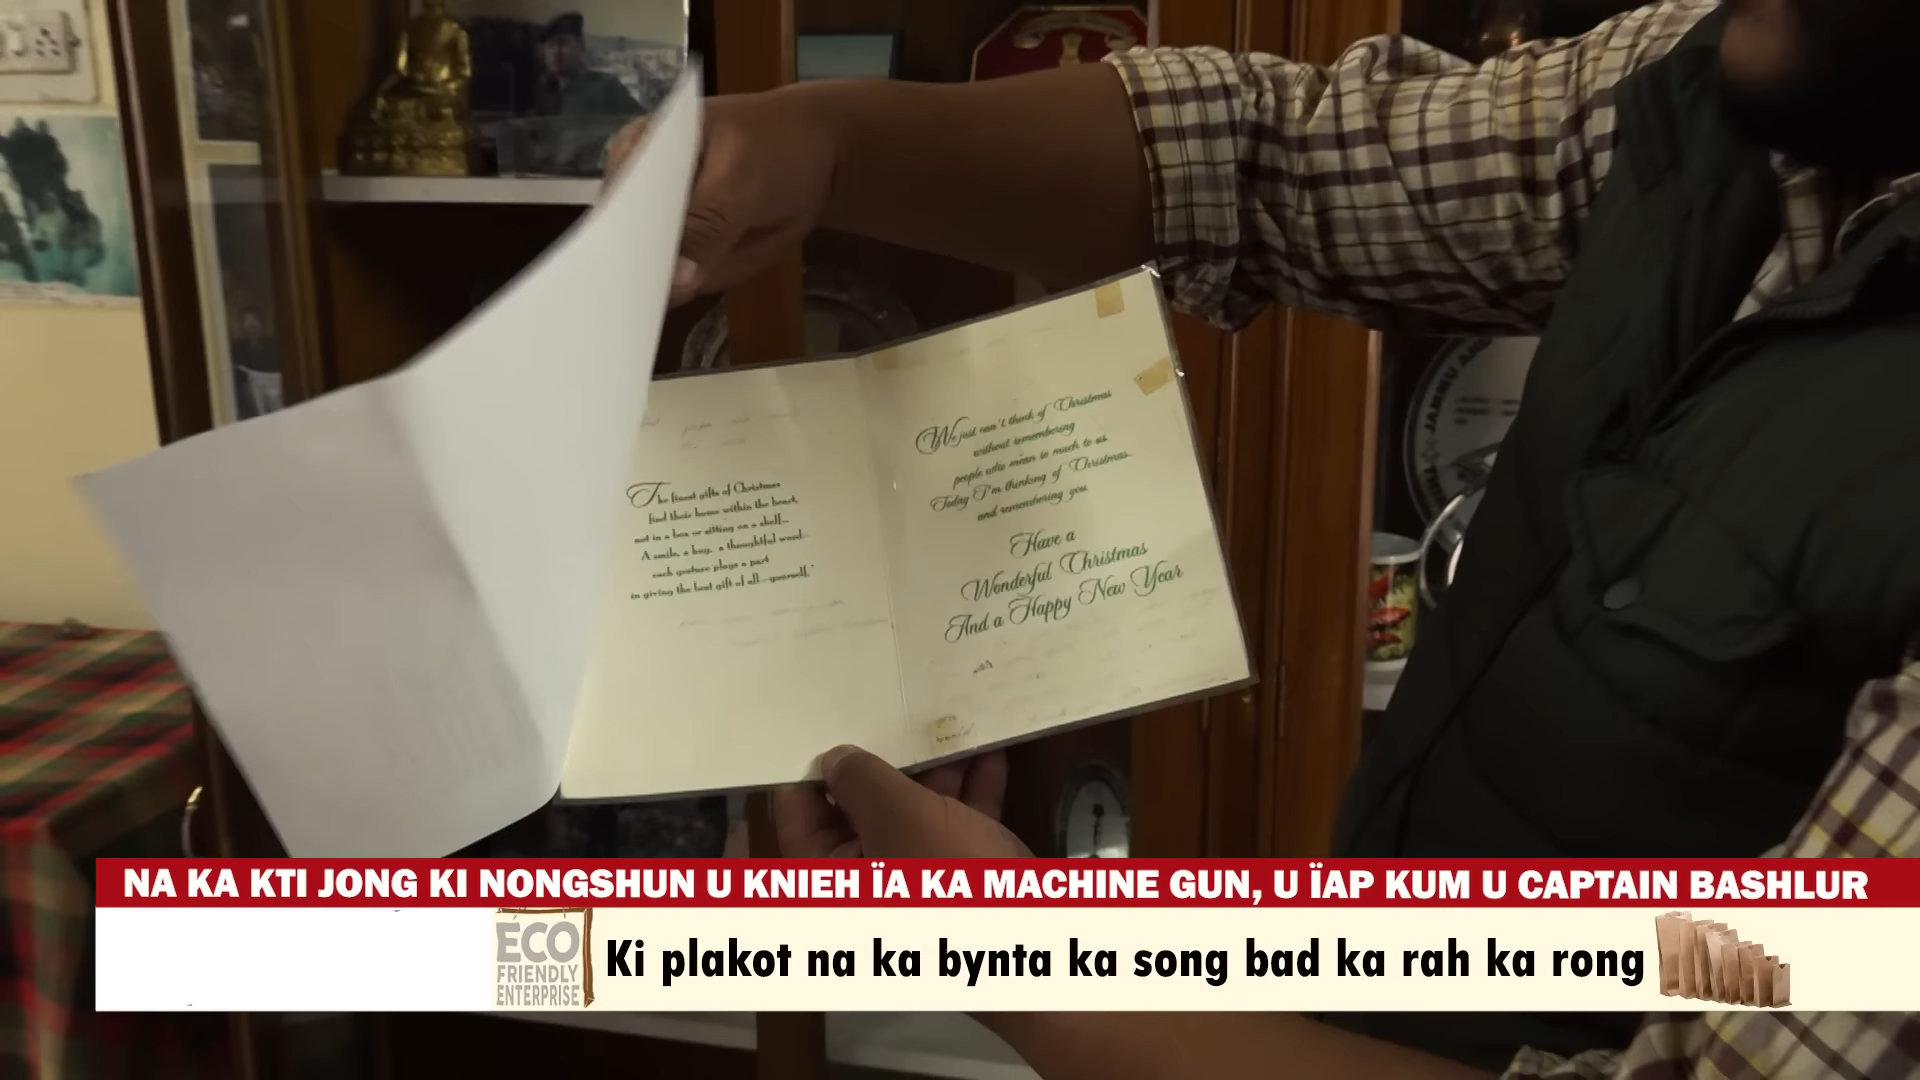 The finest gifts of Christmas
find their home within the heart,
not in a box or sitting on a shelf—
A smile, a hug, a thoughtful word—
each gesture plays a part
in giving the best gift of all—yourself."
We just can't think of Christmas
without remembering
people who mean so much to us.
Today I'm thinking of Christmas
and remembering you.
Have a
Wonderful Christmas
And a Happy New Year
NA KA KTI JONG KI NONGSHUN U KNIEH ÏA KA MACHINE GUN, U ÏAP KUM U CAPTAIN BASHLUR
ECO
FRIENDLY
ENTERPRISE
Ki plakot na ka bynta ka song bad ka rah ka rong